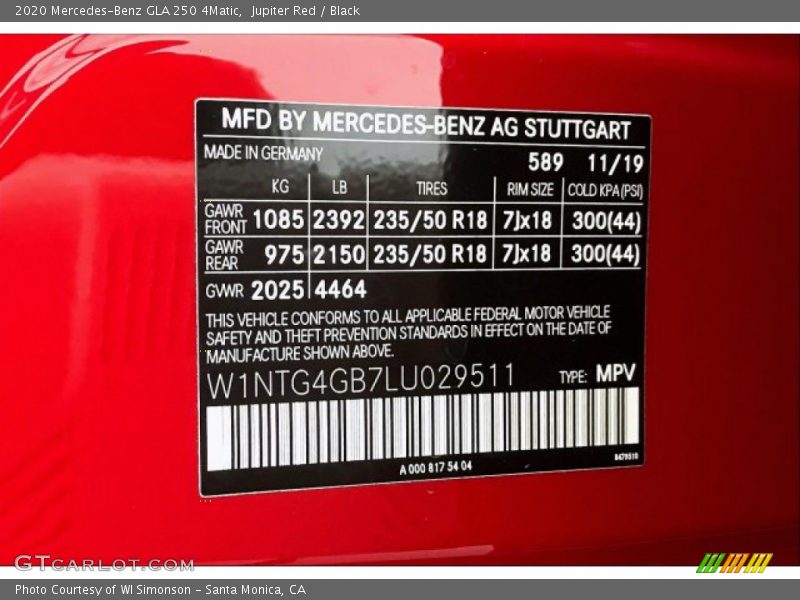 2020 Mercedes-Benz GLA 250 4Matic, Jupiter Red / Black
MFD BY MERCEDES-BENZ AG STUTTGART
MADE IN GERMANY 589 11/19
KG LB TIRES RIM SIZE COLD KPA(PSI)
GAWR FRONT 1085 2392 235/50 R18 7Jx18 300(44)
GAWR REAR 975 2150 235/50 R18 7Jx18 300(44)
GWR 2025 4464
THIS VEHICLE CONFORMS TO ALL APPLICABLE FEDERAL MOTOR VEHICLE
SAFETY AND THEFT PREVENTION STANDARDS IN EFFECT ON THE DATE OF
MANUFACTURE SHOWN ABOVE.
W1NTG4GB7LU029511 TYPE: MPV
A 000 817 54 04
GTCARLOT.COM
Photo Courtesy of WI Simonson - Santa Monica, CA